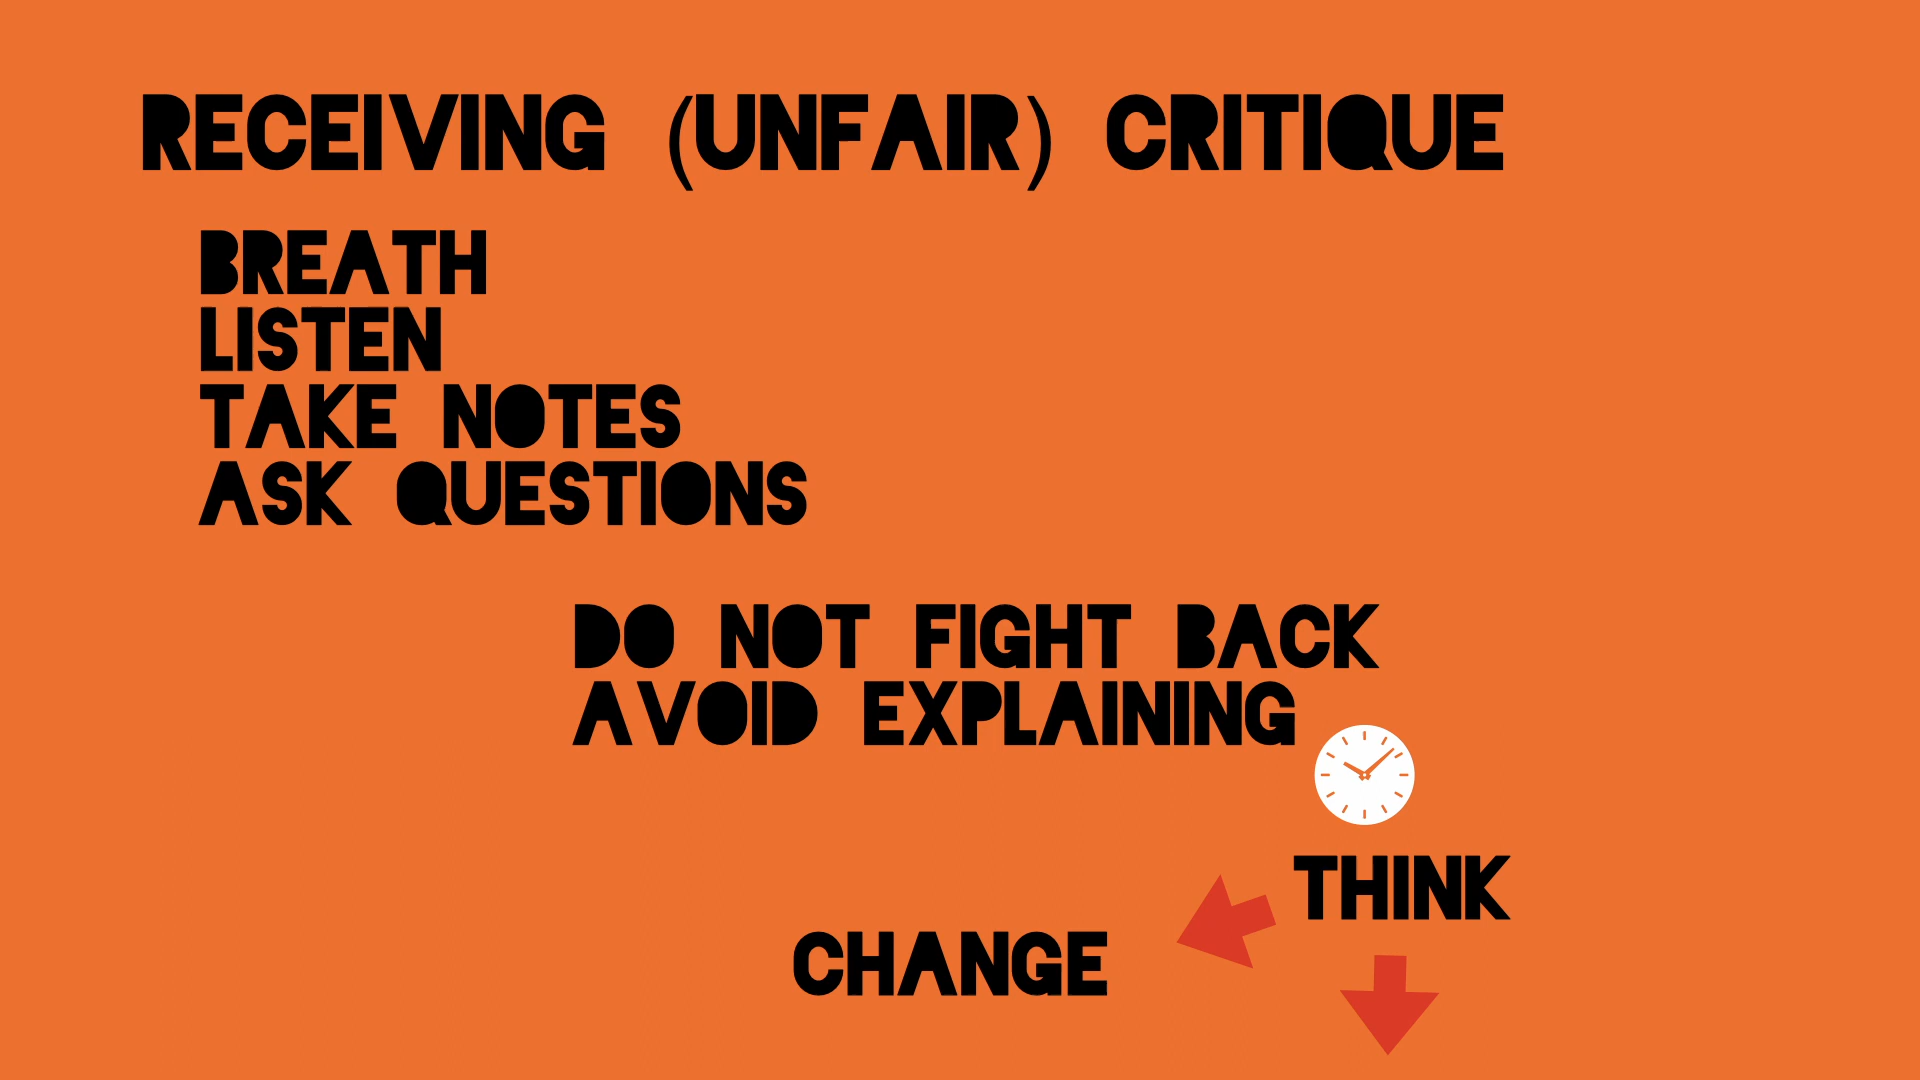 RECEIVING (UNFAIR) CRITIQUE
BREATH
LISTEN
TAKE NOTES
ASK QUESTIONS
DO NOT FIGHT BACK
AVOID EXPLAINING
THINK
CHANGE